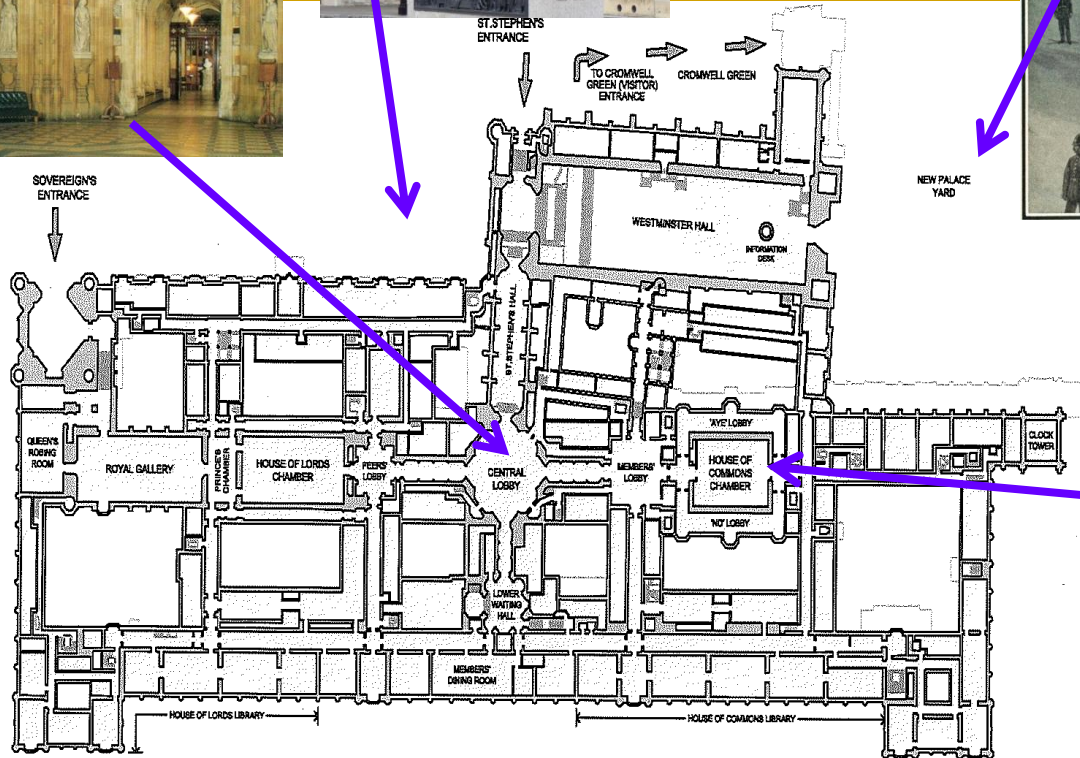 ST.STEPHEN'S
ENTRANCE
TO CROMWELL
GREEN (VISITOR)
ENTRANCE
CROMWELL GREEN
SOVEREIGN'S
ENTRANCE
NEW PALACE
YARD
WESTMINSTER HALL
INFORMATION
DESK
ST.STEPHEN'S HALL
'AYE' LOBBY
QUEEN'S
ROBING
ROOM
ROYAL GALLERY
PRINCE'S
CHAMBER
HOUSE OF LORDS
CHAMBER
PEERS'
LOBBY
CENTRAL
LOBBY
MEMBERS'
LOBBY
HOUSE OF
COMMONS
CHAMBER
CLOCK
TOWER
'NO' LOBBY
LOWER
WAITING
HALL
MEMBERS'
DINING ROOM
HOUSE OF LORDS LIBRARY
HOUSE OF COMMONS LIBRARY